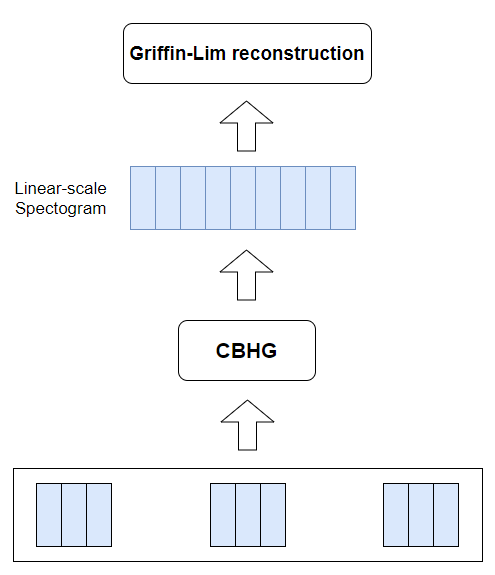 Griffin-Lim reconstruction
Linear-scale
Spectogram
CBHG